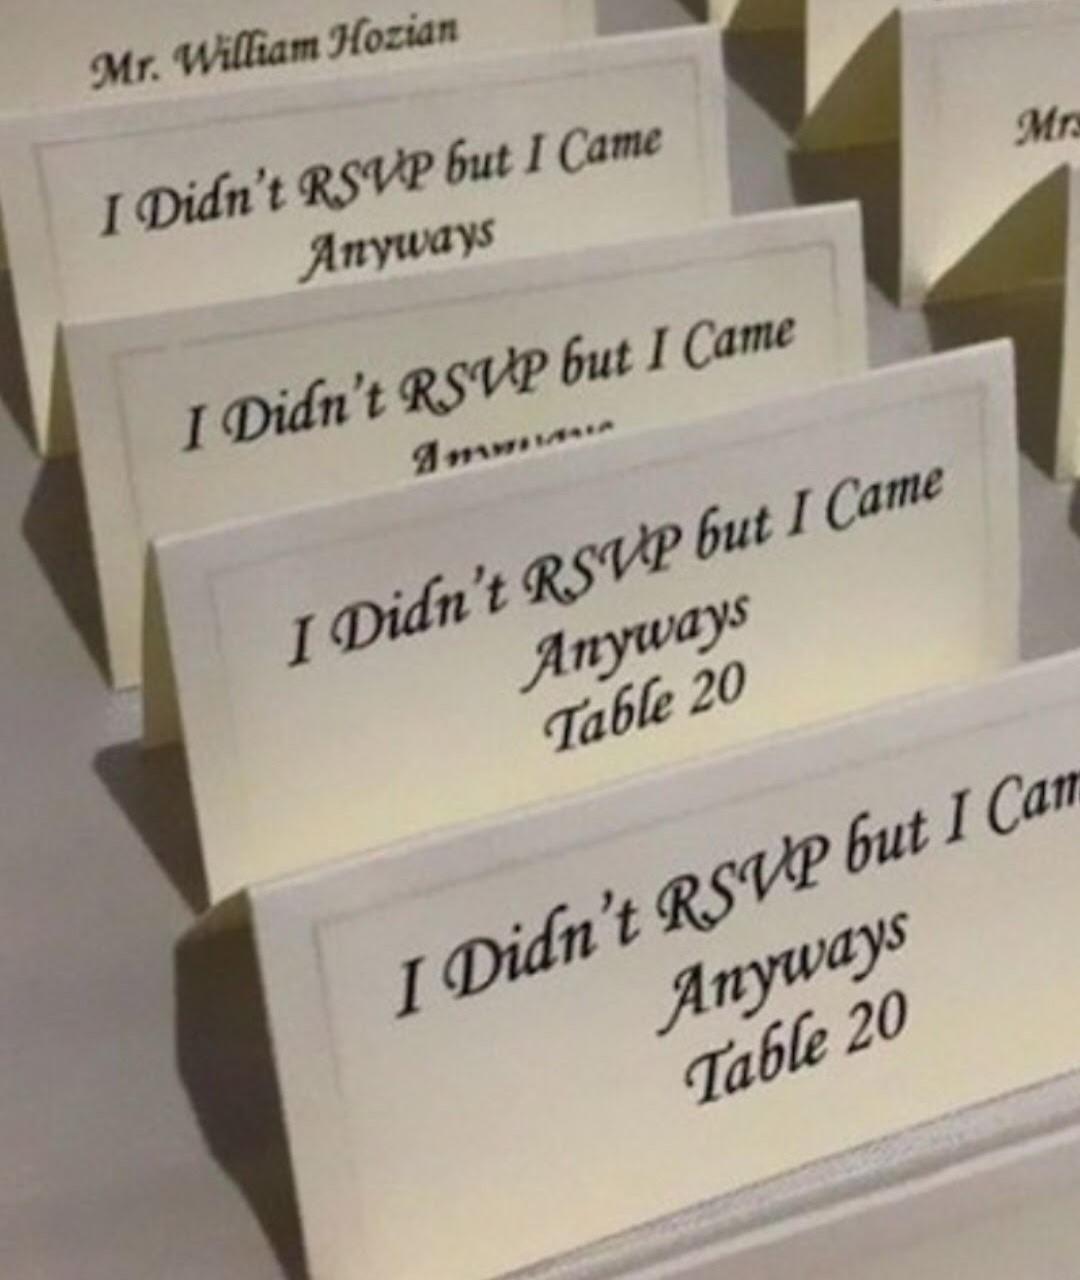 Mr. William Hozian
I Didn't RSVP but I Came
Anyways
Mrs
I Didn't RSVP but I Came
I Didn't RSVP but I Came
Anyways
Table 20
I Didn't RSVP but I Cam
Anyways
Table 20